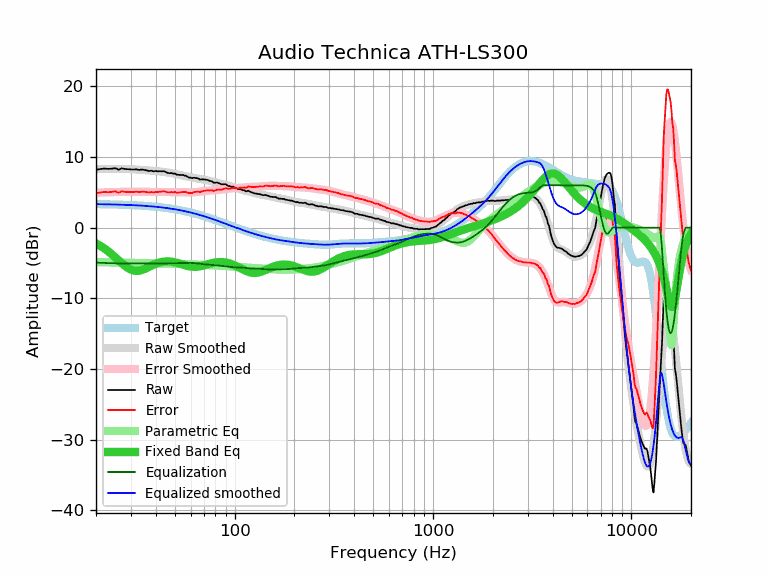 Audio Technica ATH-LS300
Amplitude (dBr)
20
10
0
−10
−20
−30
−40
Target
Raw Smoothed
Error Smoothed
Raw
Error
Parametric Eq
Fixed Band Eq
Equalization
Equalized smoothed
100
1000
10000
Frequency (Hz)